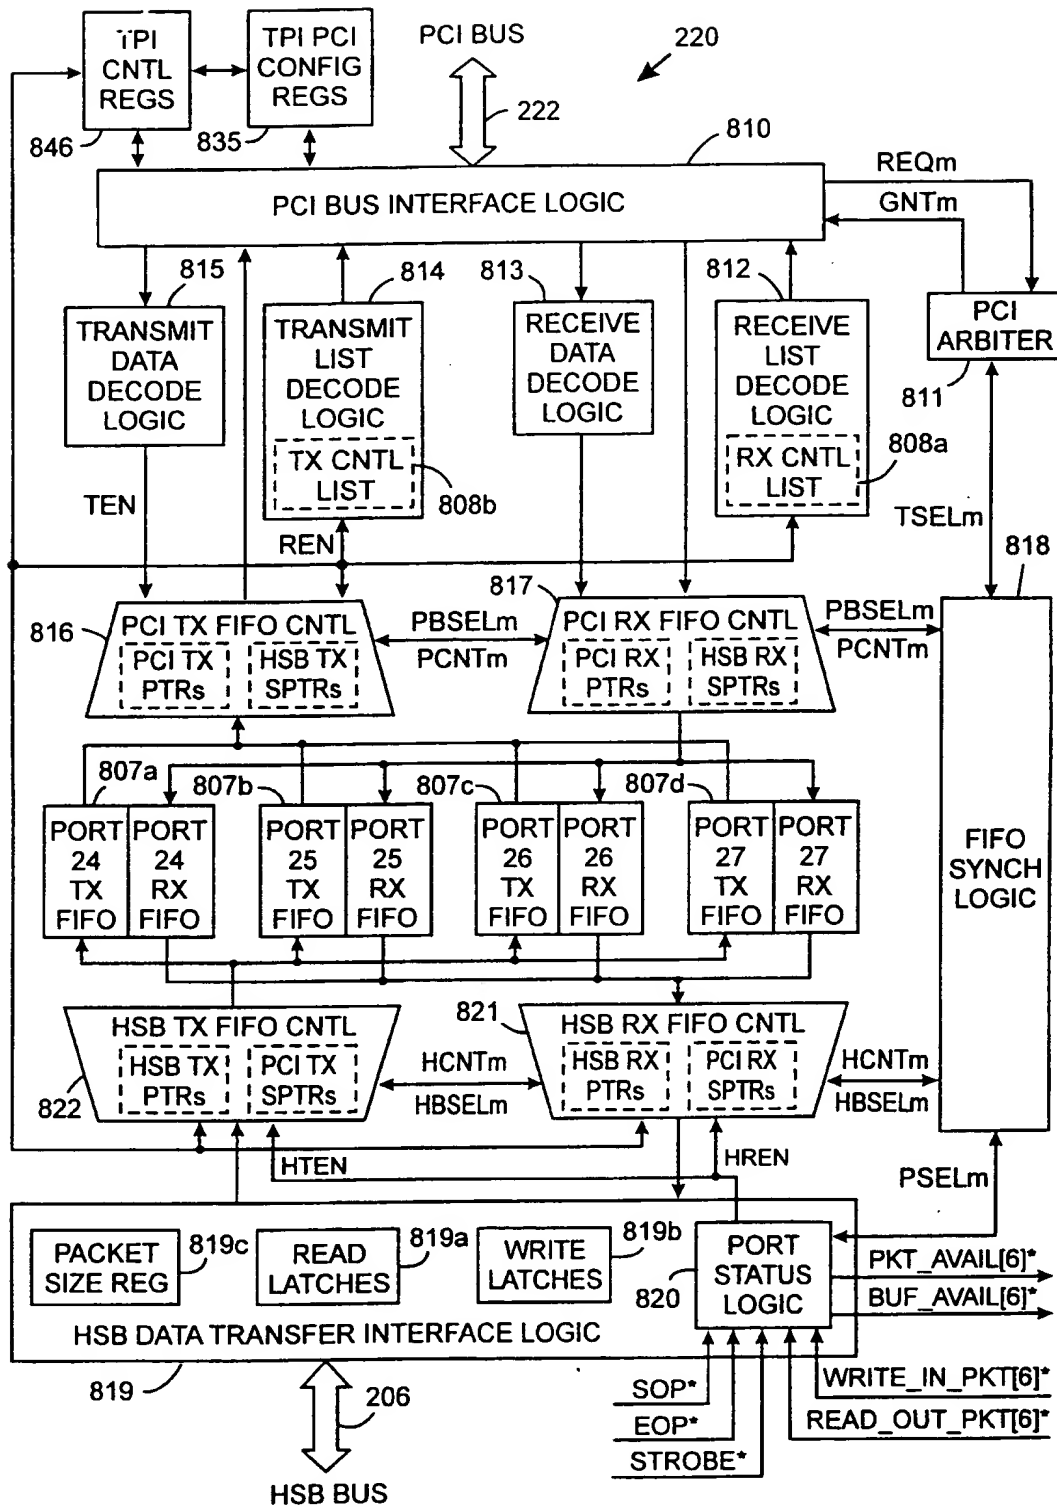 TPI
CNTL
REGS
TPI PCI
CONFIG
REGS
PCI BUS
220
846
835
222
810
PCI BUS INTERFACE LOGIC
REQm
GNTm
815
814
813
812
TRANSMIT
DATA
DECODE
LOGIC
TRANSMIT
LIST
DECODE
LOGIC
TX CNTL
LIST
RECEIVE
DATA
DECODE
LOGIC
RECEIVE
LIST
DECODE
LOGIC
RX CNTL
LIST
PCI
ARBITER
811
808b
808a
TEN
REN
TSELm
818
817
816
PCI TX FIFO CNTL
PCI TX
PTRs
HSB TX
SPTRs
PBSELm
PCNTm
PCI RX FIFO CNTL
PCI RX
PTRs
HSB RX
SPTRs
PBSELm
PCNTm
807a
807b
807c
807d
PORT
24
TX
FIFO
PORT
24
RX
FIFO
PORT
25
TX
FIFO
PORT
25
RX
FIFO
PORT
26
TX
FIFO
PORT
26
RX
FIFO
PORT
27
TX
FIFO
PORT
27
RX
FIFO
FIFO
SYNCH
LOGIC
HSB TX FIFO CNTL
HSB TX
PTRs
PCI TX
SPTRs
822
821
HCNTm
HBSELm
HSB RX FIFO CNTL
HSB RX
PTRs
PCI RX
SPTRs
HCNTm
HBSELm
HTEN
HREN
PSELm
PACKET
SIZE REG
819c
READ
LATCHES
819a
WRITE
LATCHES
819b
820
PORT
STATUS
LOGIC
PKT_AVAIL[6]*
BUF_AVAIL[6]*
HSB DATA TRANSFER INTERFACE LOGIC
819
206
SOP*
EOP*
STROBE*
WRITE_IN_PKT[6]*
READ_OUT_PKT[6]*
HSB BUS